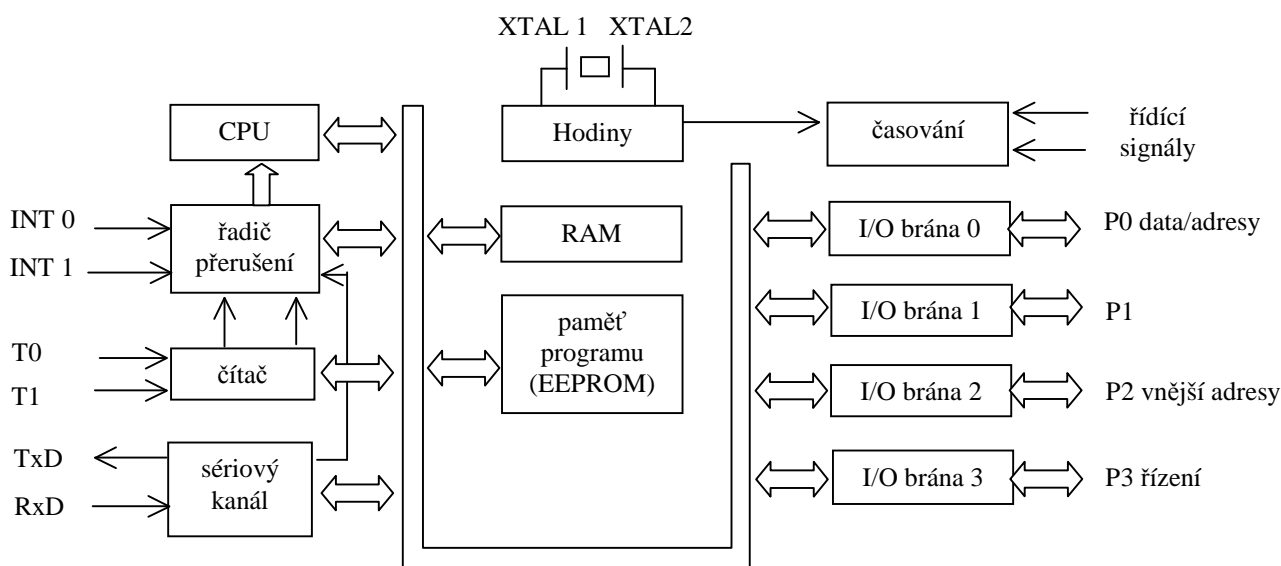 XTAL 1 XTAL2
CPU
Hodiny
časování
řídící
signály
INT 0
INT 1
řadič
přerušení
RAM
I/O brána 0
P0 data/adresy
paměť
programu
(EEPROM)
I/O brána 1
P1
T0
T1
čítač
I/O brána 2
P2 vnější adresy
TxD
RxD
sériový
kanál
I/O brána 3
P3 řízení